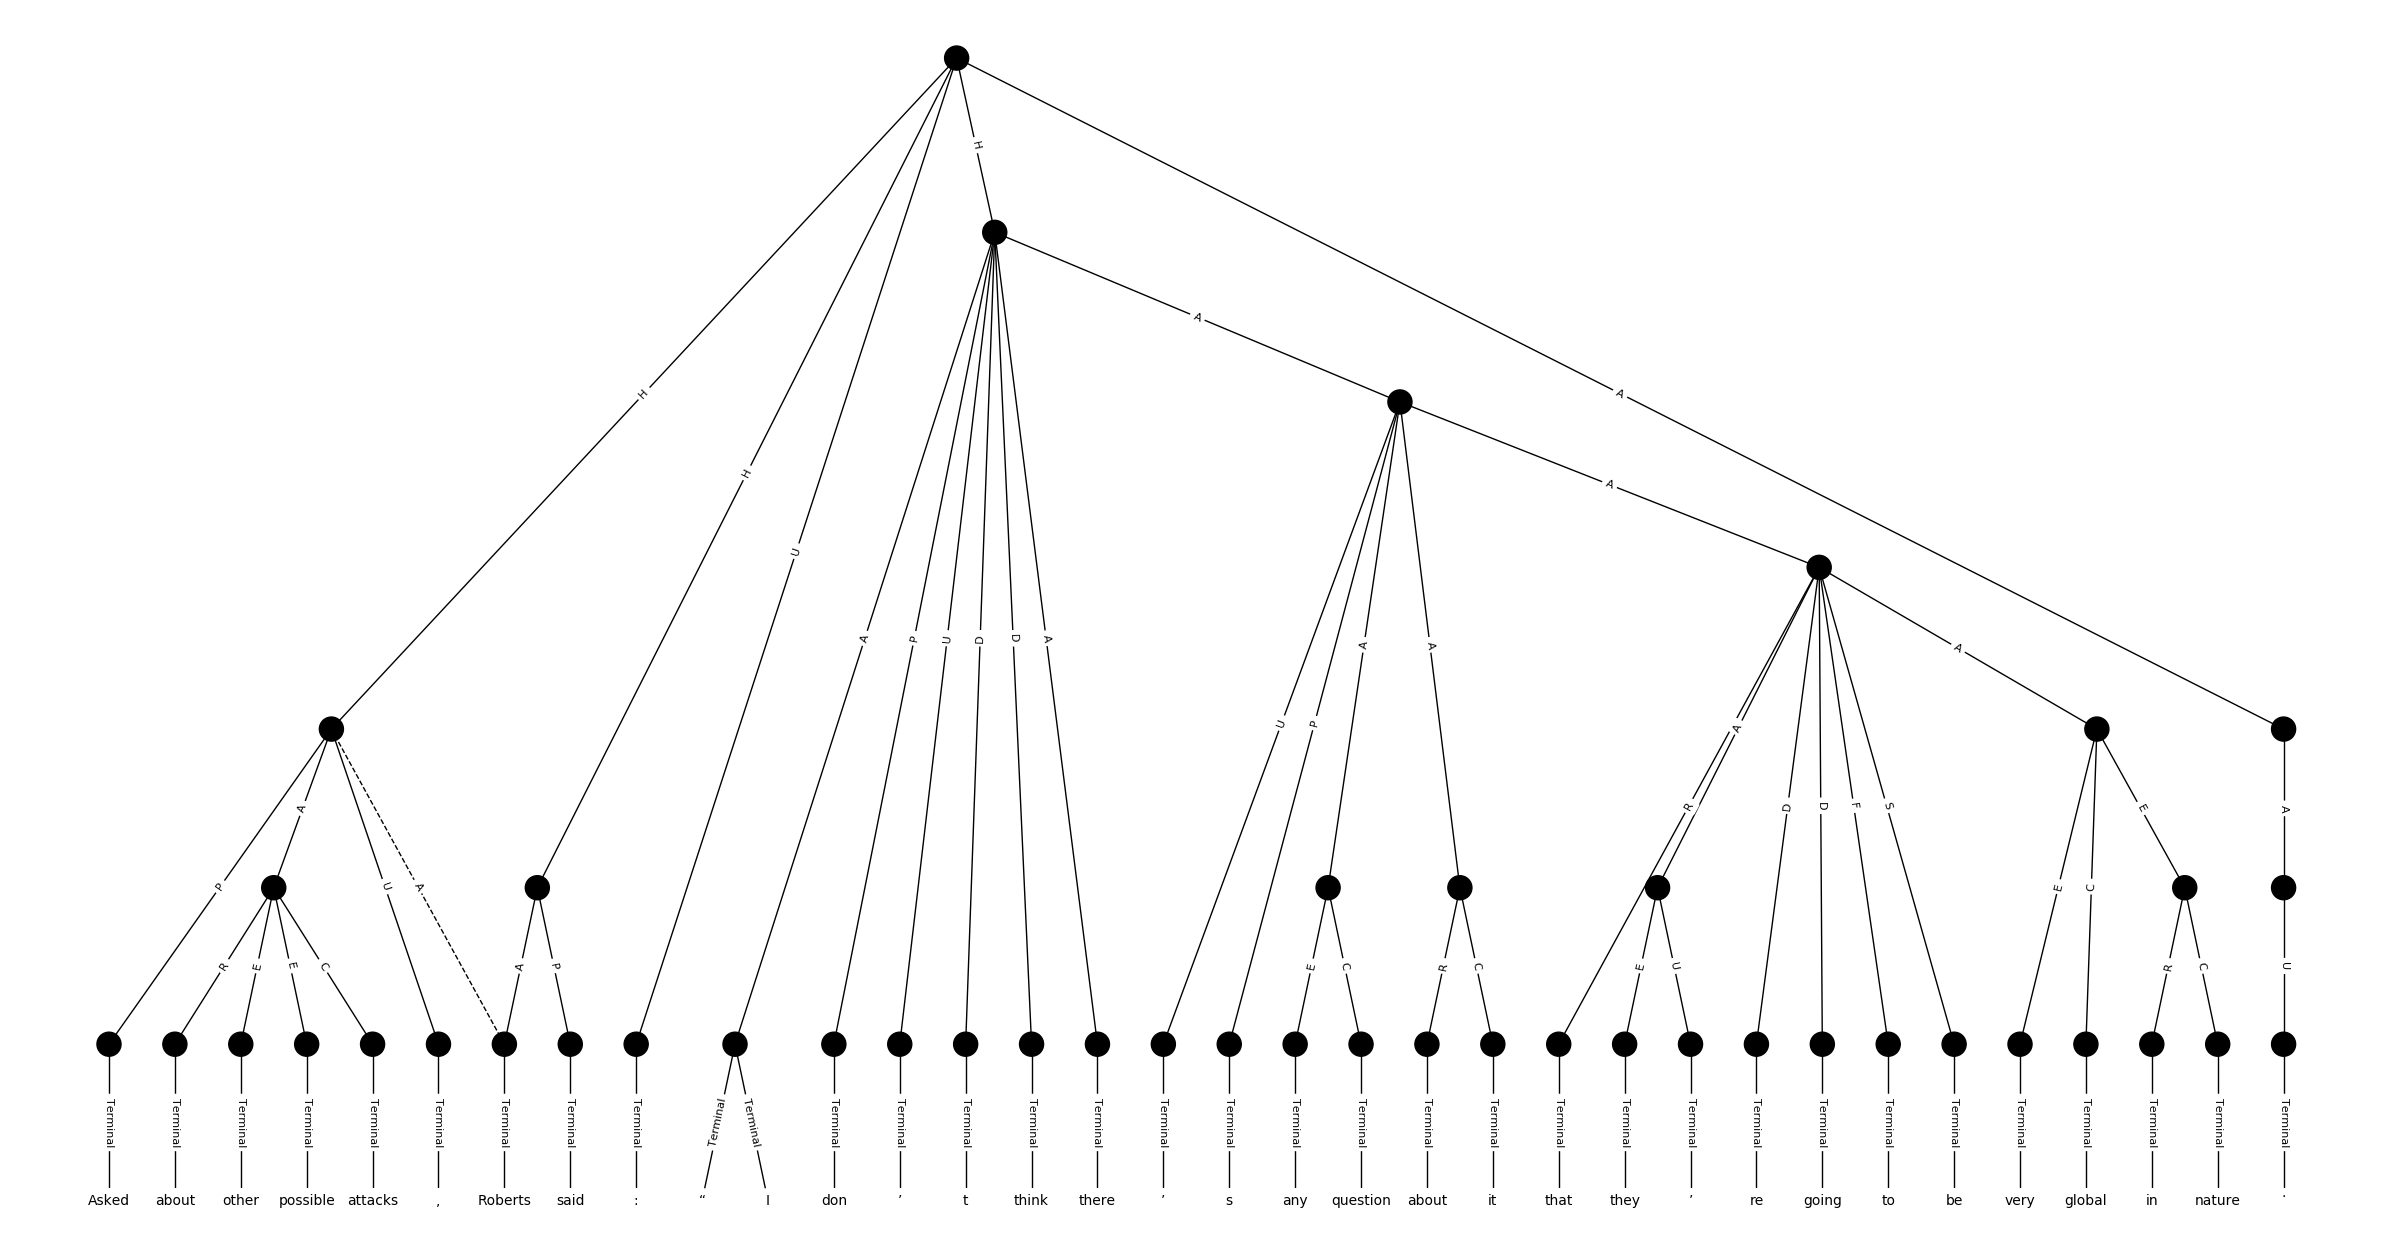 H
H
A
A
H
A
U
A
P
U
D
D
A
A
A
A
U
P
R
A
A
P
U
A
D
D
F
S
E
C
E
A
R
E
E
C
A
P
E
C
R
C
E
U
R
C
U
Terminal Terminal Terminal Terminal Terminal Terminal Terminal Terminal Terminal Terminal Terminal Terminal Terminal Terminal Terminal Terminal Terminal Terminal Terminal Terminal Terminal Terminal Terminal Terminal Terminal Terminal Terminal Terminal Terminal Terminal Terminal Terminal Terminal
Asked about other possible attacks , Roberts said : “ I don ’ t think there ’ s any question about it that they ’ re going to be very global in nature .